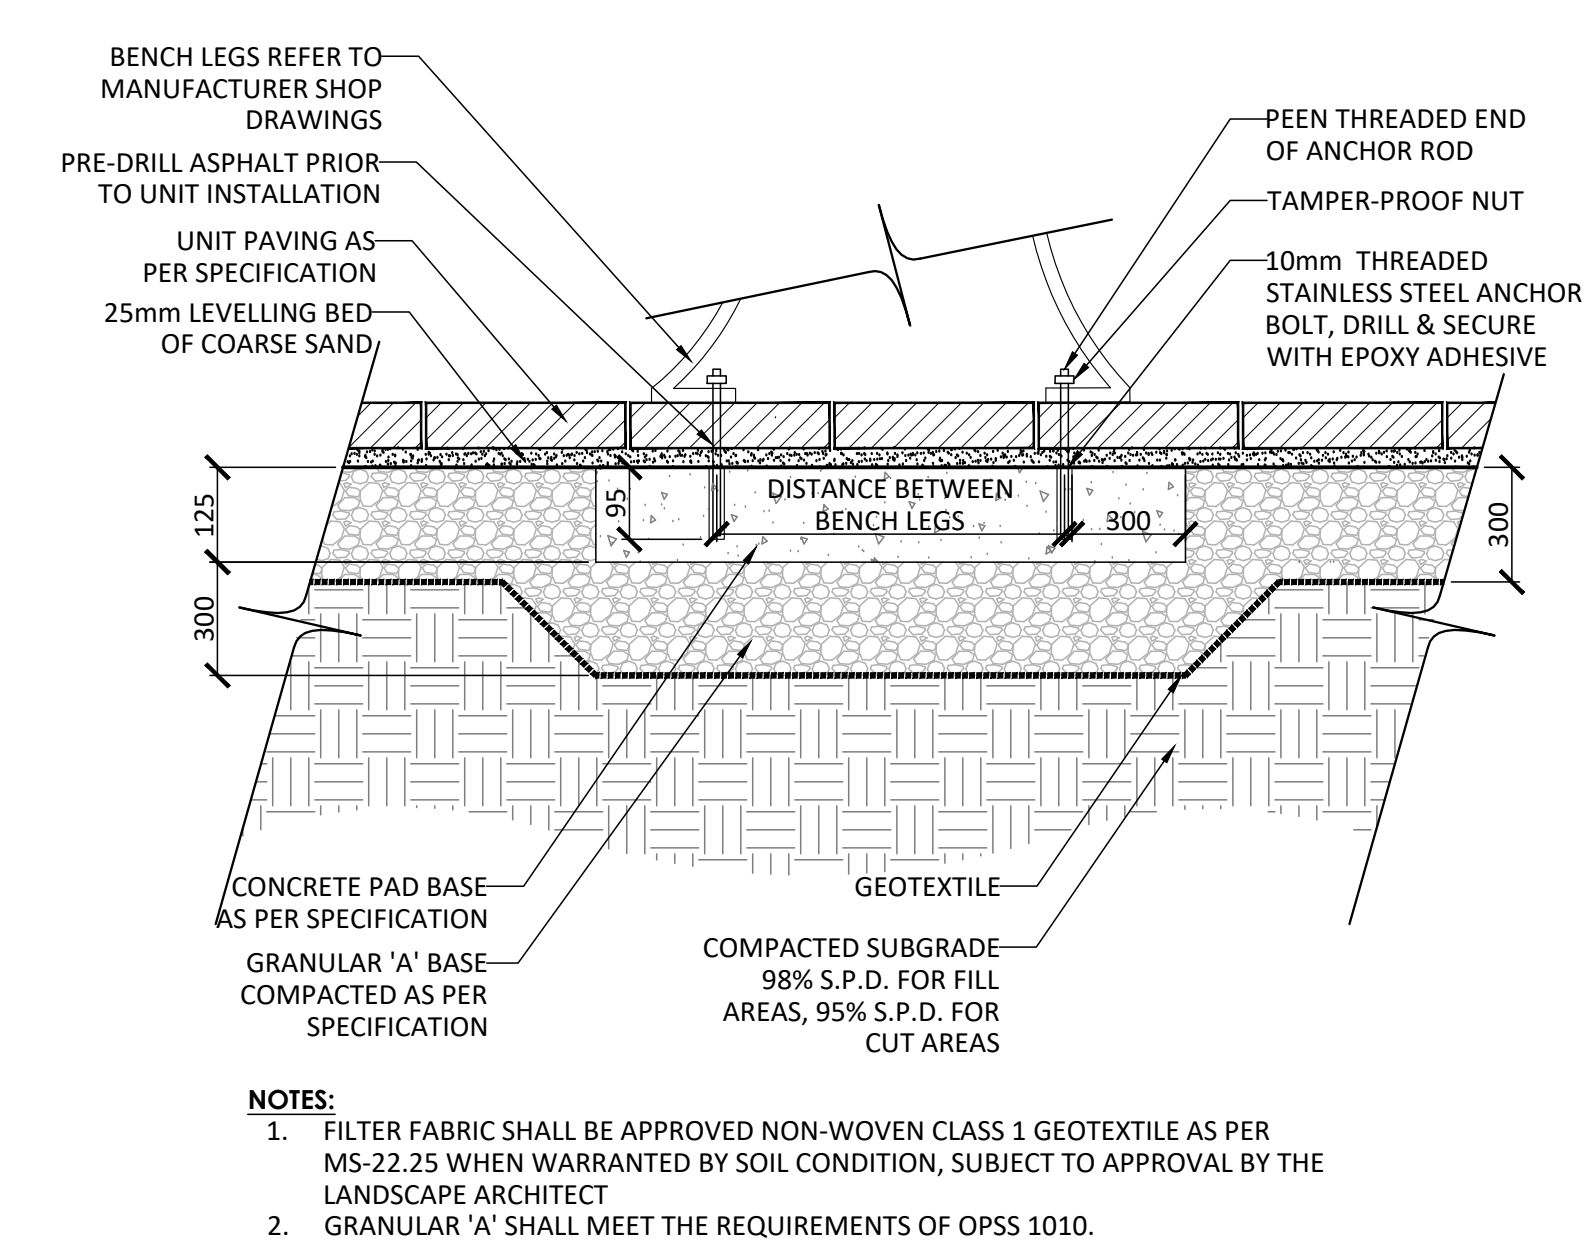 BENCH LEGS REFER TO
MANUFACTURER SHOP
DRAWINGS
PRE-DRILL ASPHALT PRIOR
TO UNIT INSTALLATION
UNIT PAVING AS
PER SPECIFICATION
25mm LEVELLING BED
OF COARSE SAND
PEEN THREADED END
OF ANCHOR ROD
TAMPER-PROOF NUT
10mm THREADED
STAINLESS STEEL ANCHOR
BOLT, DRILL & SECURE
WITH EPOXY ADHESIVE
125
300
95
DISTANCE BETWEEN
BENCH LEGS
300
300
CONCRETE PAD BASE
AS PER SPECIFICATION
GRANULAR 'A' BASE
COMPACTED AS PER
SPECIFICATION
GEOTEXTILE
COMPACTED SUBGRADE
98% S.P.D. FOR FILL
AREAS, 95% S.P.D. FOR
CUT AREAS
NOTES:
1. FILTER FABRIC SHALL BE APPROVED NON-WOVEN CLASS 1 GEOTEXTILE AS PER
MS-22.25 WHEN WARRANTED BY SOIL CONDITION, SUBJECT TO APPROVAL BY THE
LANDSCAPE ARCHITECT
2. GRANULAR 'A' SHALL MEET THE REQUIREMENTS OF OPSS 1010.